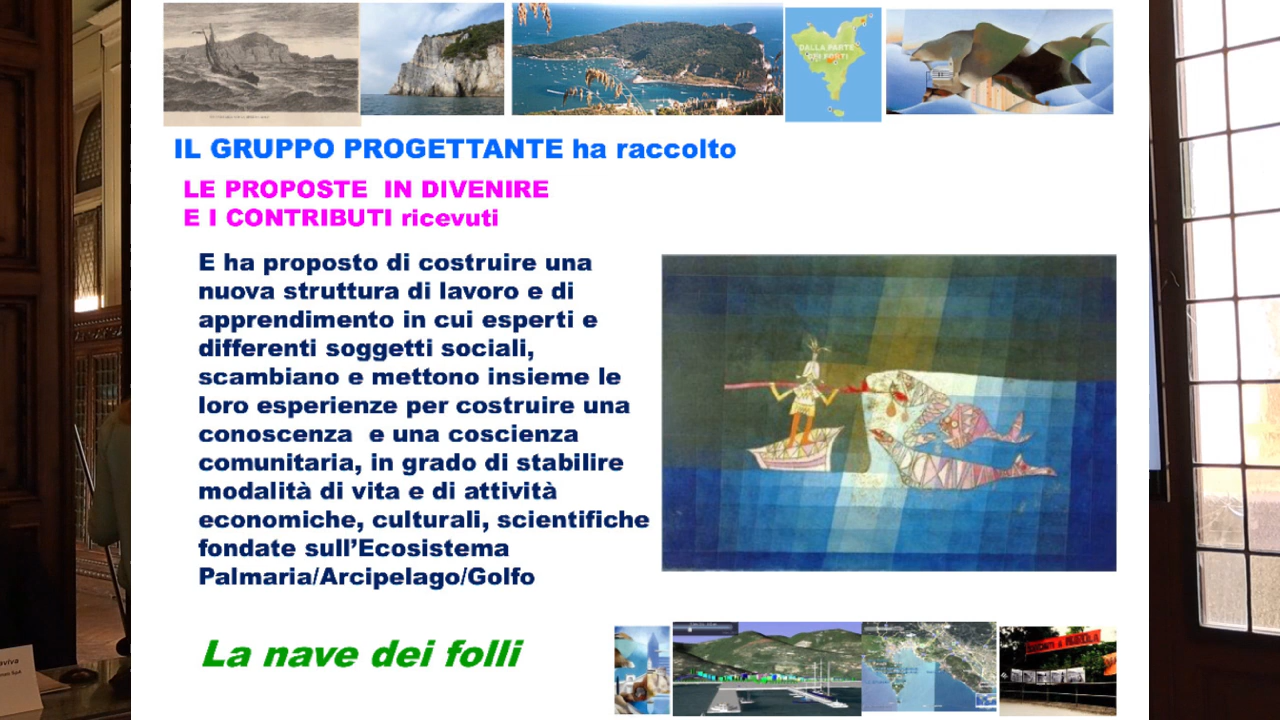 DALLA PARTE
DEI FORTI
IL GRUPPO PROGETTANTE ha raccolto
LE PROPOSTE IN DIVENIRE
E I CONTRIBUTI ricevuti
E ha proposto di costruire una
nuova struttura di lavoro e di
apprendimento in cui esperti e
differenti soggetti sociali,
scambiano e mettono insieme le
loro esperienze per costruire una
conoscenza e una coscienza
comunitaria, in grado di stabilire
modalità di vita e di attività
economiche, culturali, scientifiche
fondate sull'Ecosistema
Palmaria/Arcipelago/Golfo
La nave dei folli